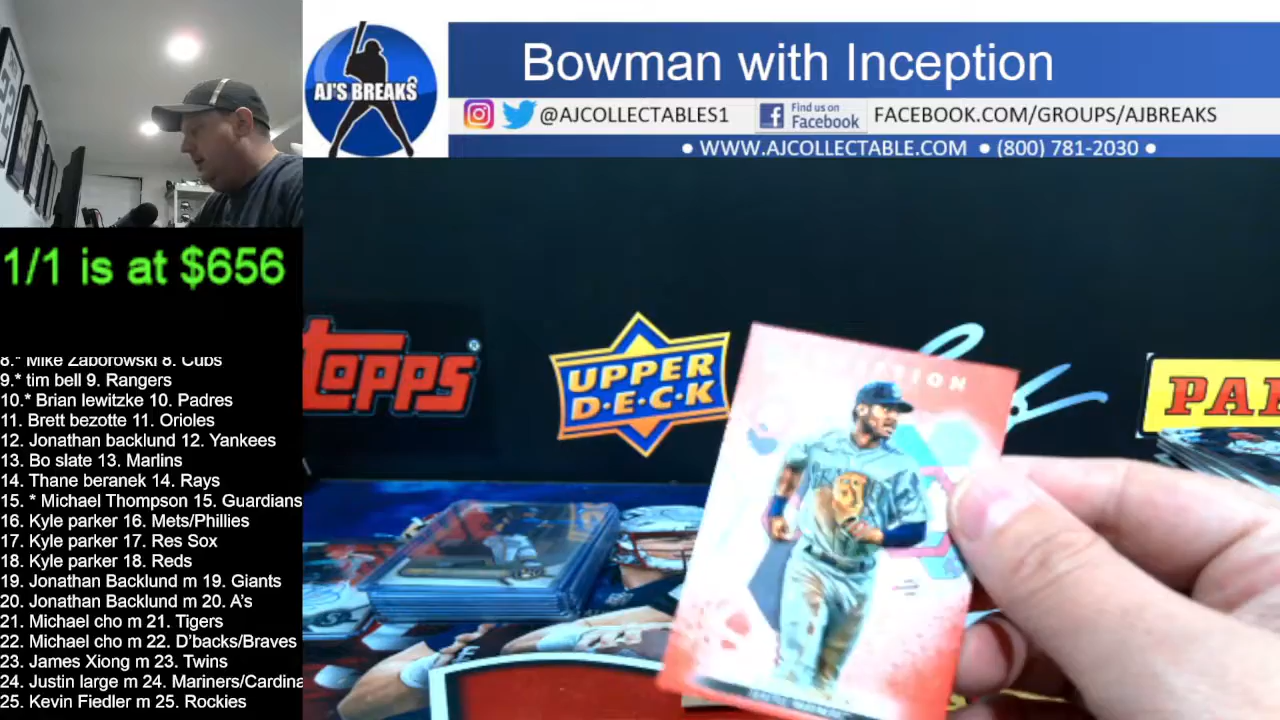 Bowman with Inception
AJ'S BREAKS
@AJCOLLECTABLES1 Find us on Facebook FACEBOOK.COM/GROUPS/AJBREAKS
• WWW.AJCOLLECTABLE.COM • (800) 781-2030 •
1/1 is at $656
8.* Mike Zaborowski 8. Cubs
9.* tim bell 9. Rangers
10.* Brian lewitzke 10. Padres
11. Brett bezotte 11. Orioles
12. Jonathan backlund 12. Yankees
13. Bo slate 13. Marlins
14. Thane beranek 14. Rays
15. * Michael Thompson 15. Guardians
16. Kyle parker 16. Mets/Phillies
17. Kyle parker 17. Res Sox
18. Kyle parker 18. Reds
19. Jonathan Backlund m 19. Giants
20. Jonathan Backlund m 20. A's
21. Michael cho m 21. Tigers
22. Michael cho m 22. D'backs/Braves
23. James Xiong m 23. Twins
24. Justin large m 24. Mariners/Cardina
25. Kevin Fiedler m 25. Rockies
TOPPS
UPPER
D·E·C·K
PA